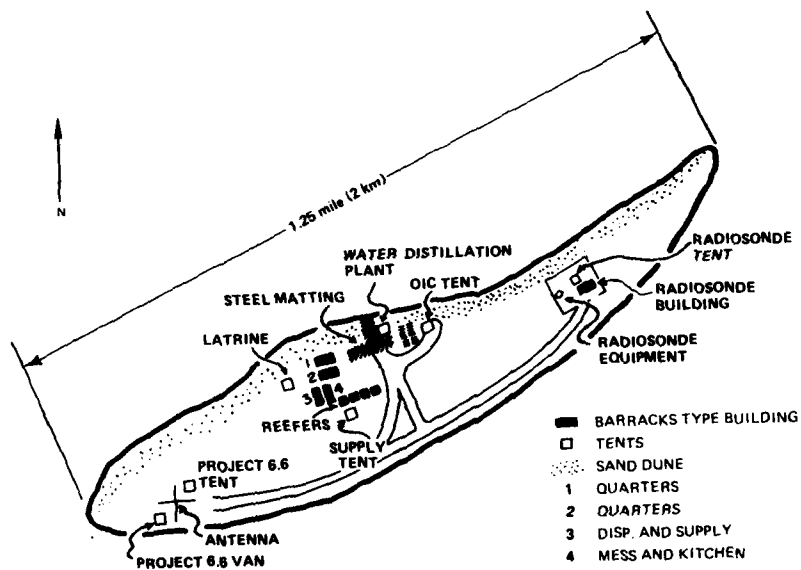 1.25 mile (2 km)
N
WATER DISTILLATION
PLANT
OIC TENT
STEEL MATTING
LATRINE
RADIOSONDE
TENT
RADIOSONDE
BUILDING
RADIOSONDE
EQUIPMENT
1
2
3
4
REEFERS
SUPPLY
TENT
PROJECT 6.6
TENT
ANTENNA
PROJECT 6.6 VAN
BARRACKS TYPE BUILDING
TENTS
SAND DUNE
1 QUARTERS
2 QUARTERS
3 DISP. AND SUPPLY
4 MESS AND KITCHEN